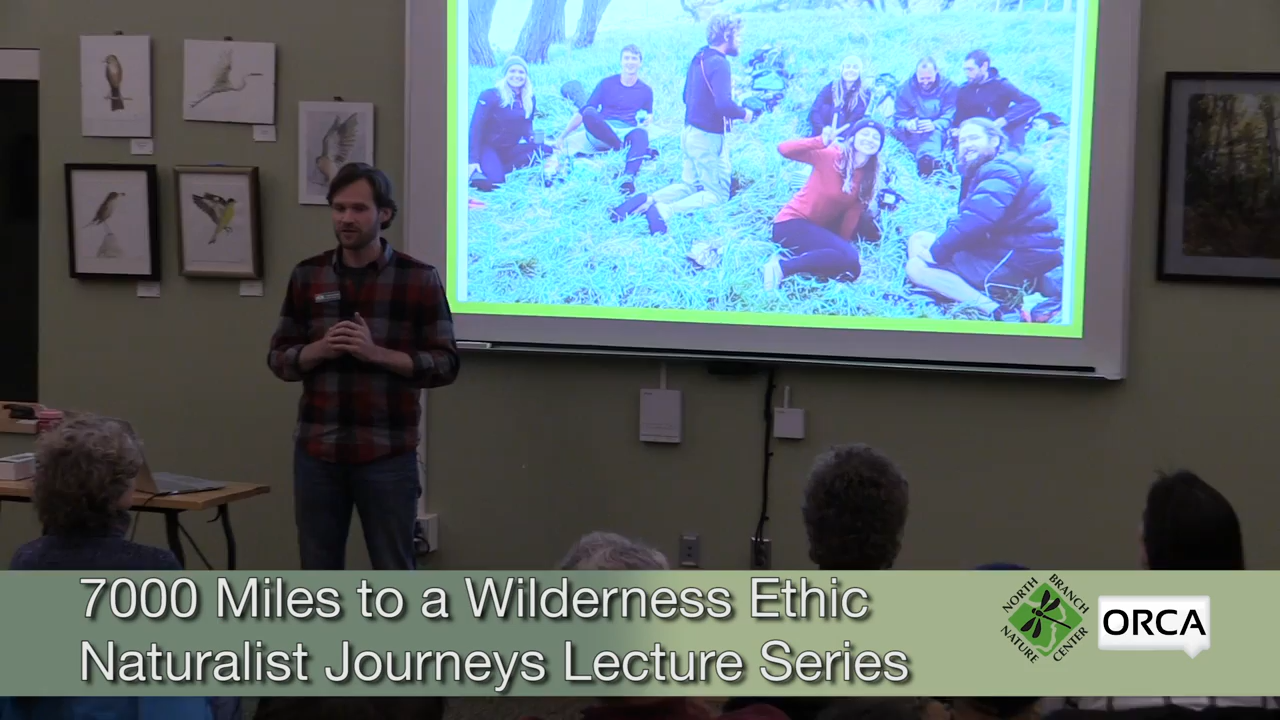 7000 Miles to a Wilderness Ethic
Naturalist Journeys Lecture Series
NORTH BRANCH
NATURE CENTER
ORCA